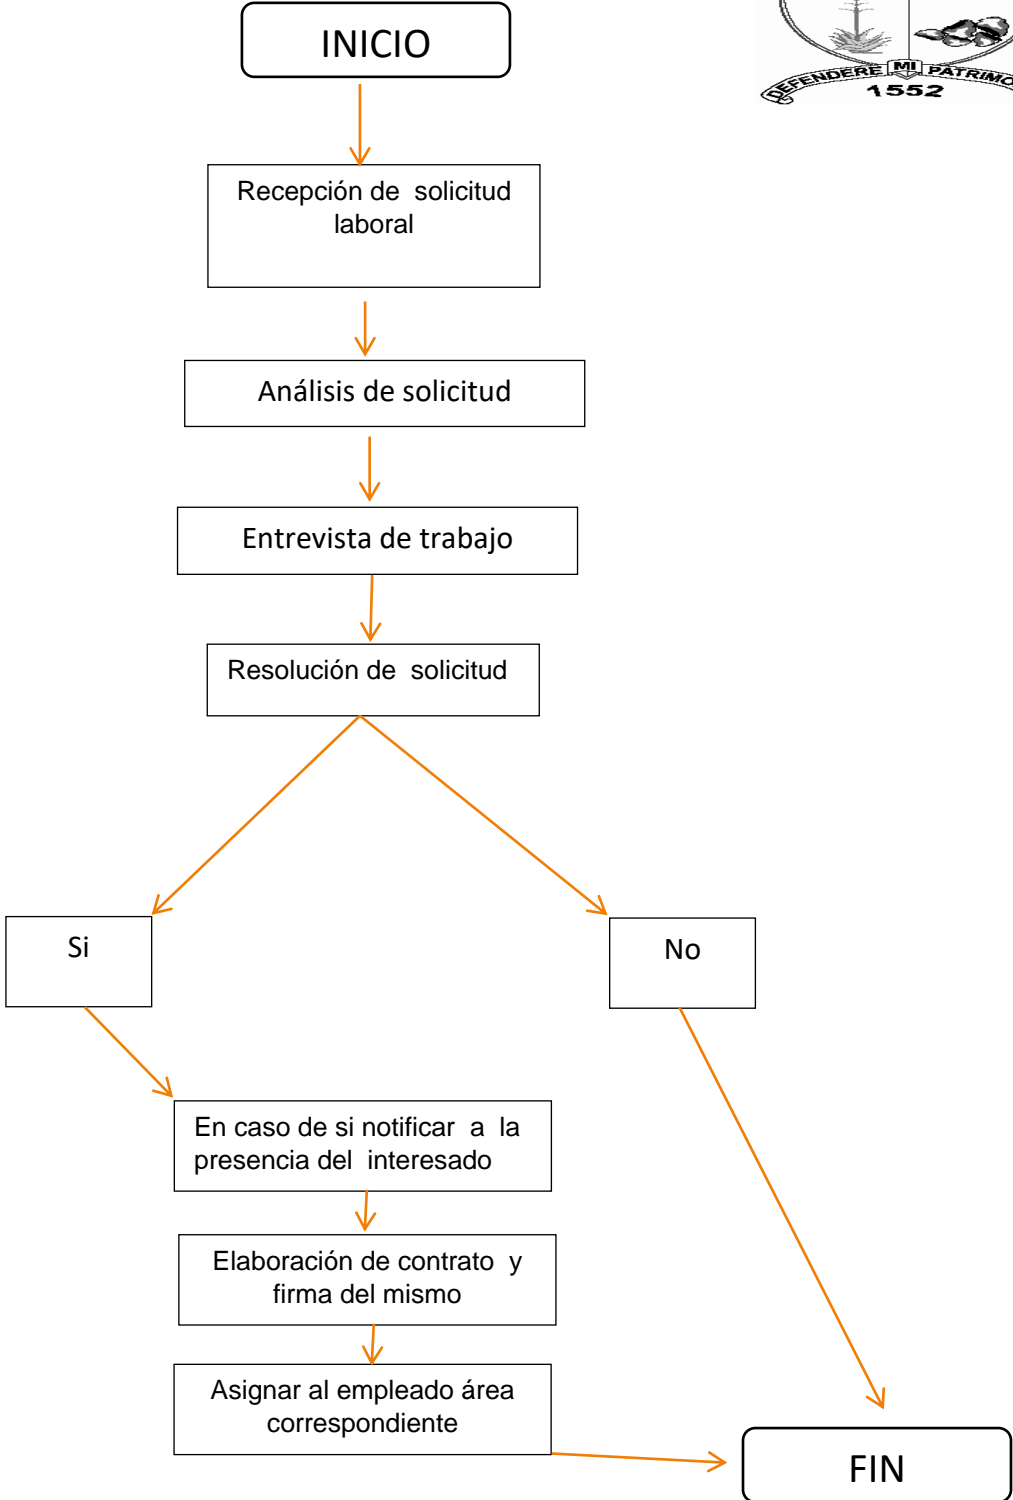 INICIO
DEFENDERE MI PATRIMO
1552
Recepción de solicitud
laboral
Análisis de solicitud
Entrevista de trabajo
Resolución de solicitud
Si
No
En caso de si notificar a la
presencia del interesado
Elaboración de contrato y
firma del mismo
Asignar al empleado área
correspondiente
FIN